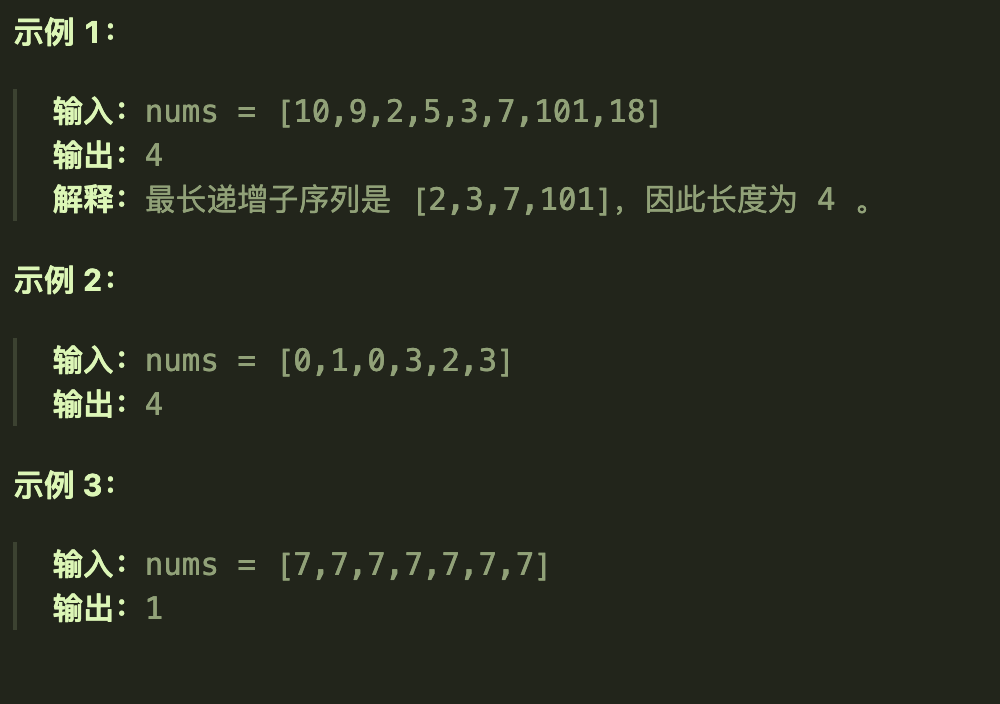 示例 1：
输入：nums = [10,9,2,5,3,7,101,18]
输出：4
解释：最长递增子序列是 [2,3,7,101]，因此长度为 4 。
示例 2：
输入：nums = [0,1,0,3,2,3]
输出：4
示例 3：
输入：nums = [7,7,7,7,7,7,7]
输出：1